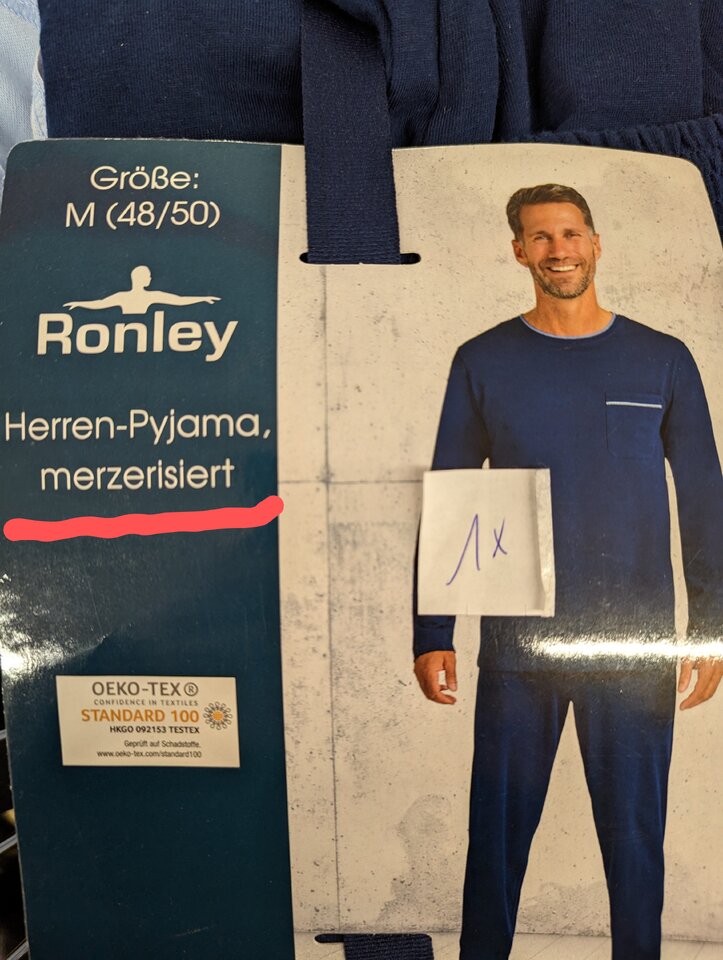 Größe:
M (48/50)
Ronley
Herren-Pyjama,
merzerisiert
1x
OEKO-TEX®
CONFIDENCE IN TEXTILES
STANDARD 100
HKGO 092153 TESTEX
Geprüft auf Schadstoffe.
www.oeko-tex.com/standard100